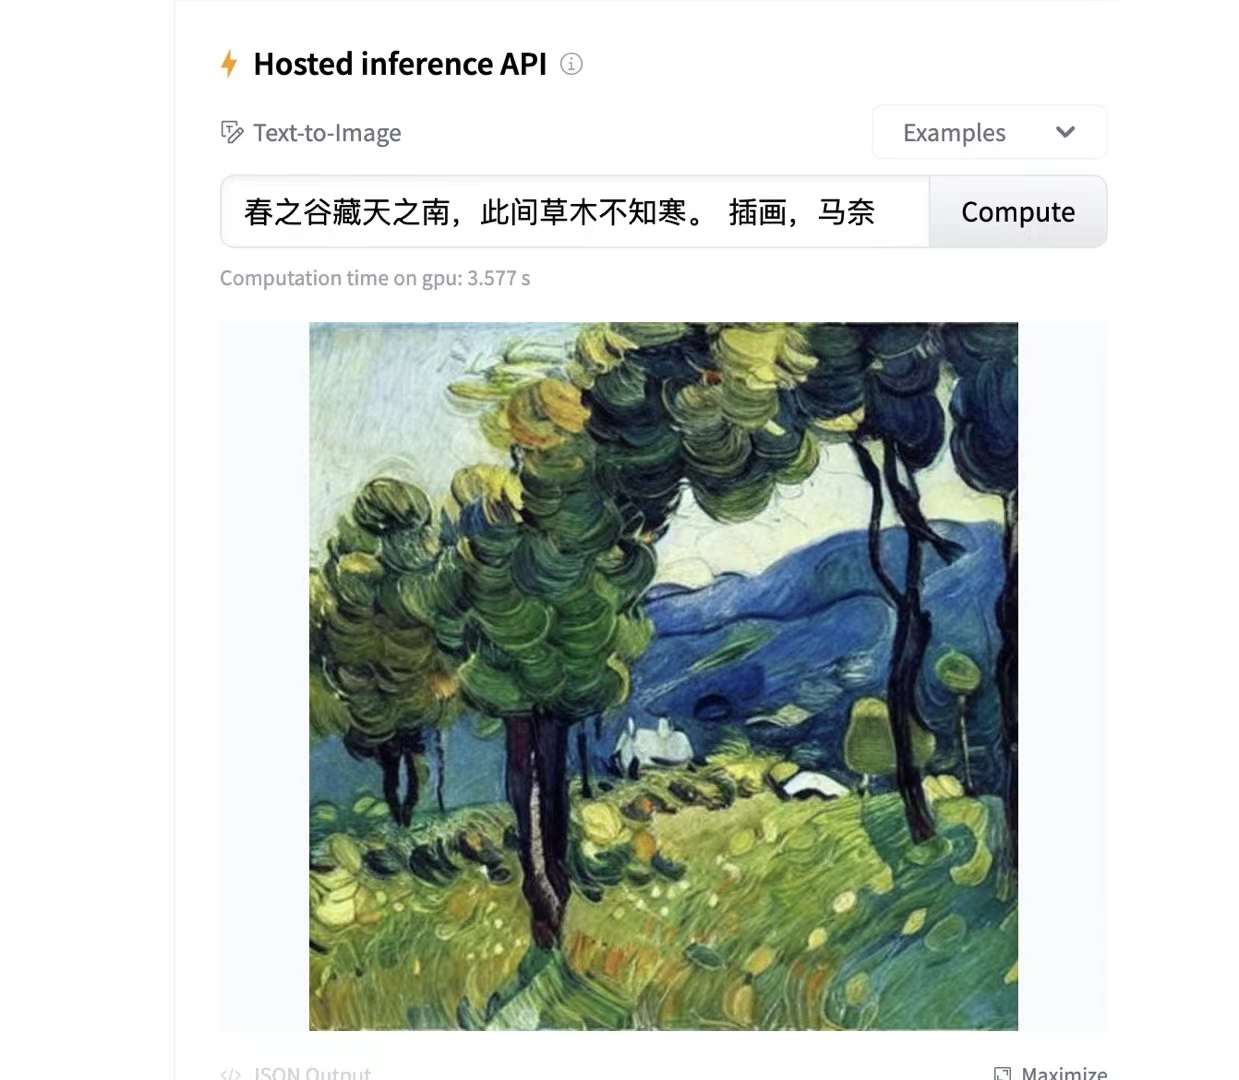 Hosted inference API
Text-to-Image
Examples
春之谷藏天之南，此间草木不知寒。 插画，马奈
Compute
Computation time on gpu: 3.577 s
JSON Output
Maximize